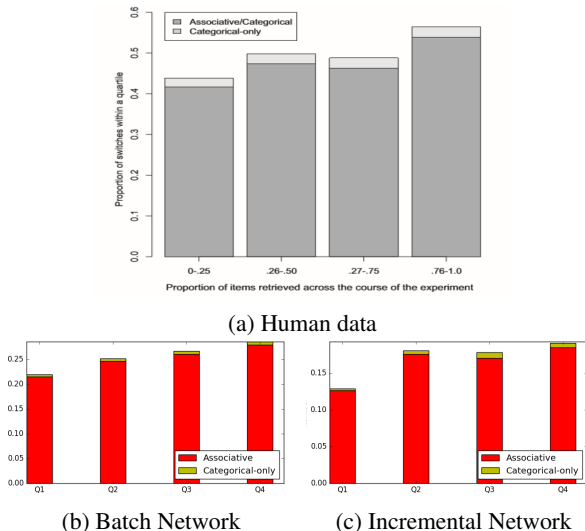 Associative/Categorical
Categorical-only
Proportion of switches within a quartile
0.6
0.5
0.4
0.3
0.2
0.1
0.0
0-.25
.26-.50
.27-.75
.76-1.0
Proportion of items retrieved across the course of the experiment
(a) Human data
0.25
0.20
0.15
0.10
0.05
0.00
Associative
Categorical-only
Q1
Q2
Q3
Q4
(b) Batch Network
0.15
0.10
0.05
0.00
Associative
Categorical-only
Q1
Q2
Q3
Q4
(c) Incremental Network